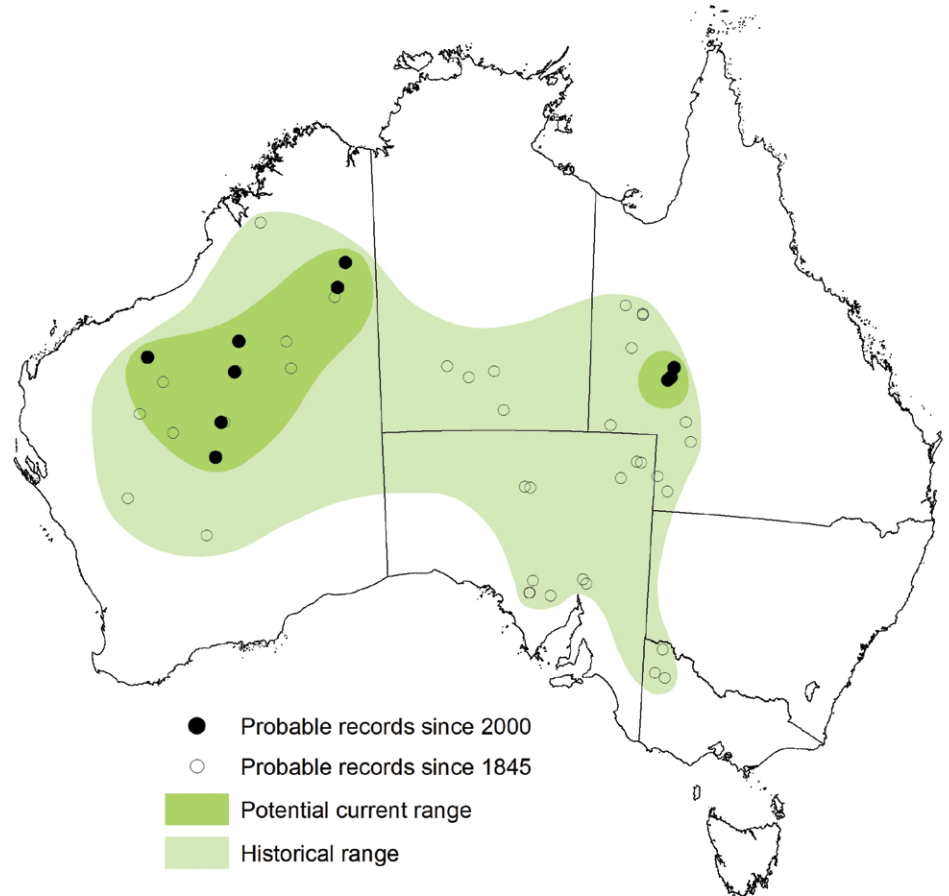 Probable records since 2000
Probable records since 1845
Potential current range
Historical range